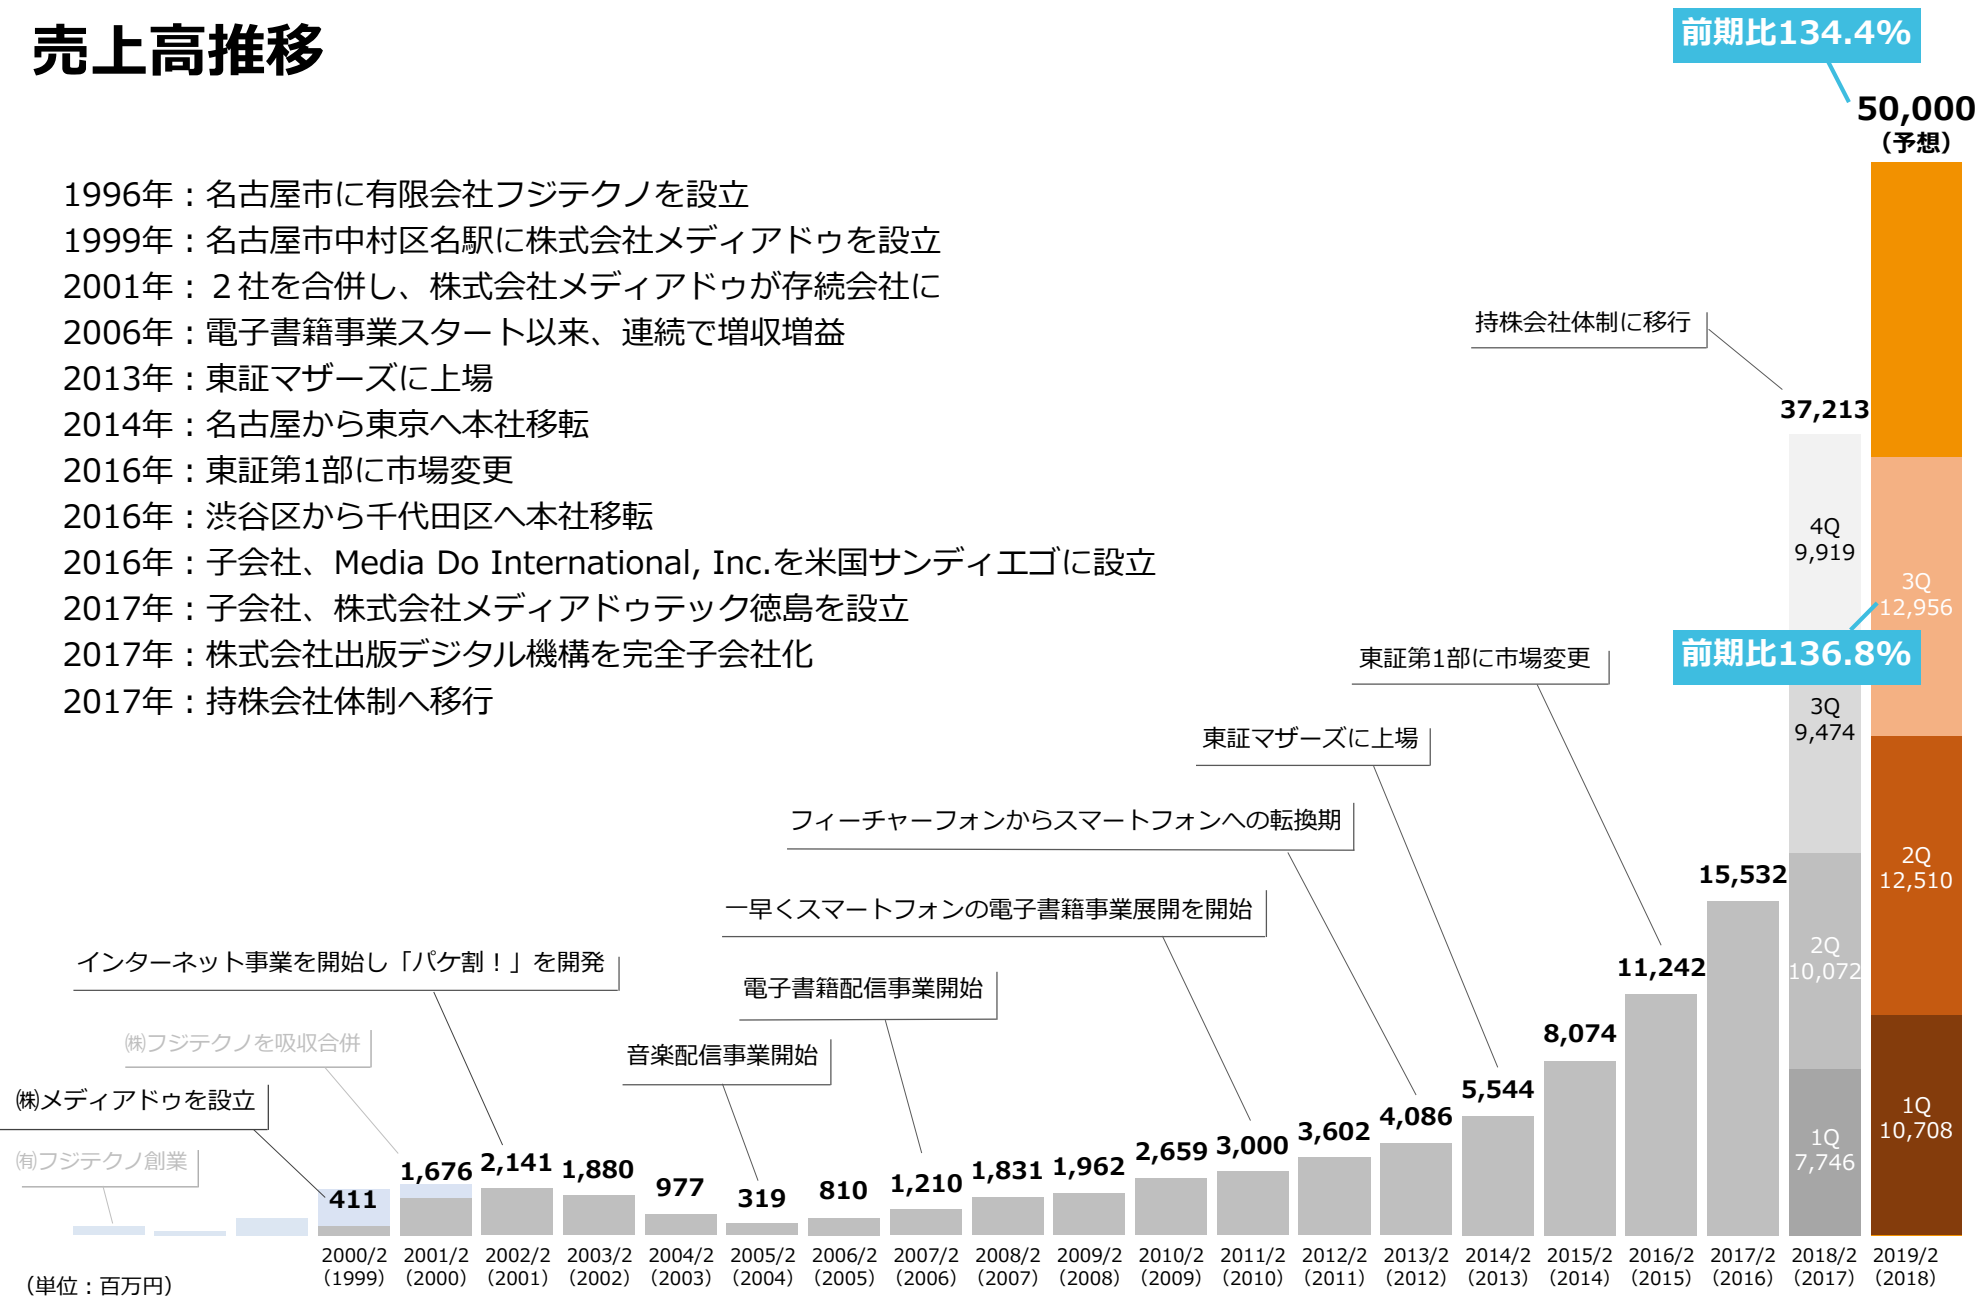 売上高推移
前期比134.4%
50,000
（予想）
1996年：名古屋市に有限会社フジテクノを設立
1999年：名古屋市中村区名駅に株式会社メディアドゥを設立
2001年：２社を合併し、株式会社メディアドゥが存続会社に
2006年：電子書籍事業スタート以来、連続で増収増益
2013年：東証マザーズに上場
2014年：名古屋から東京へ本社移転
2016年：東証第1部に市場変更
2016年：渋谷区から千代田区へ本社移転
2016年：子会社、Media Do International, Inc.を米国サンディエゴに設立
2017年：子会社、株式会社メディアドゥテック徳島を設立
2017年：株式会社出版デジタル機構を完全子会社化
2017年：持株会社体制へ移行
持株会社体制に移行
37,213
4Q
9,919
3Q
12,956
前期比136.8%
3Q
9,474
東証第1部に市場変更
東証マザーズに上場
フィーチャーフォンからスマートフォンへの転換期
2Q
12,510
15,532
一早くスマートフォンの電子書籍事業展開を開始
インターネット事業を開始し「パケ割！」を開発
2Q
10,072
11,242
電子書籍配信事業開始
㈱フジテクノを吸収合併
音楽配信事業開始
8,074
㈱メディアドゥを設立
5,544
1Q
10,708
4,086
3,602
3,000
2,659
1Q
7,746
㈲フジテクノ創業
411
1,676
2,141
1,880
977
319
810
1,210
1,831
1,962
2000/2
（1999）
2001/2
（2000）
2002/2
（2001）
2003/2
（2002）
2004/2
（2003）
2005/2
（2004）
2006/2
（2005）
2007/2
（2006）
2008/2
（2007）
2009/2
（2008）
2010/2
（2009）
2011/2
（2010）
2012/2
（2011）
2013/2
（2012）
2014/2
（2013）
2015/2
（2014）
2016/2
（2015）
2017/2
（2016）
2018/2
（2017）
2019/2
（2018）
（単位：百万円）